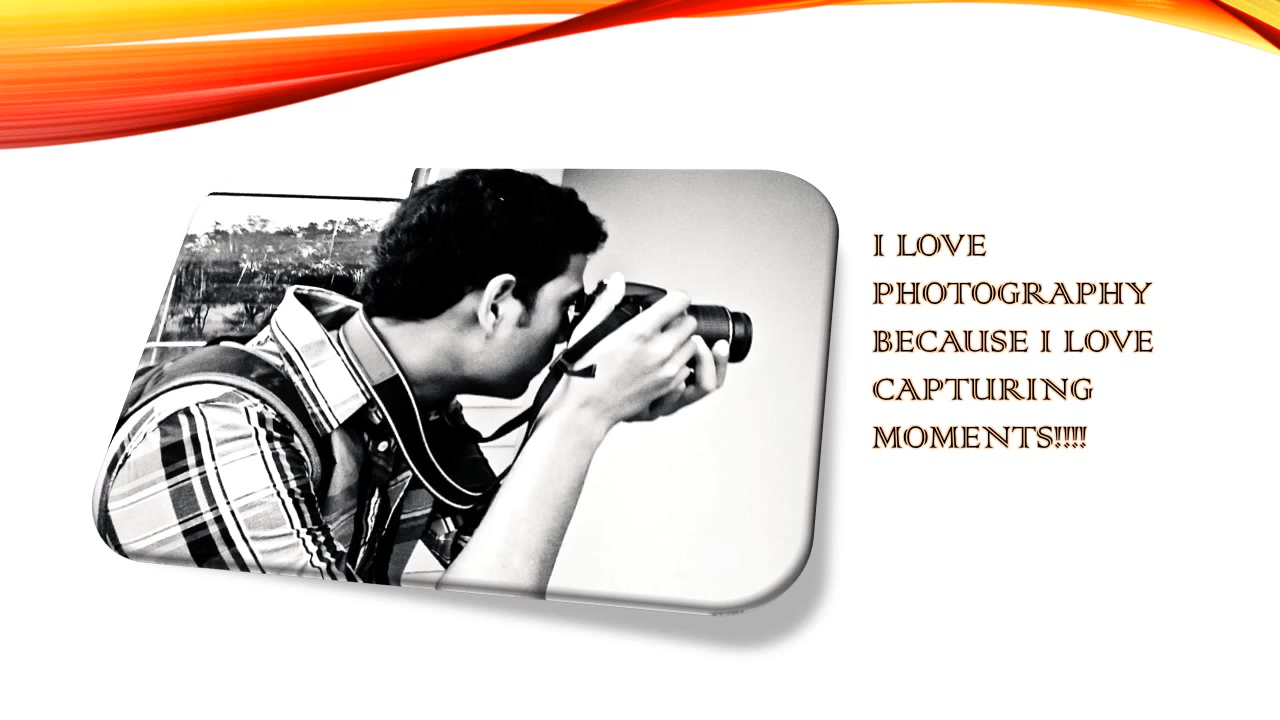 I LOVE
PHOTOGRAPHY
BECAUSE I LOVE
CAPTURING
MOMENTS!!!!